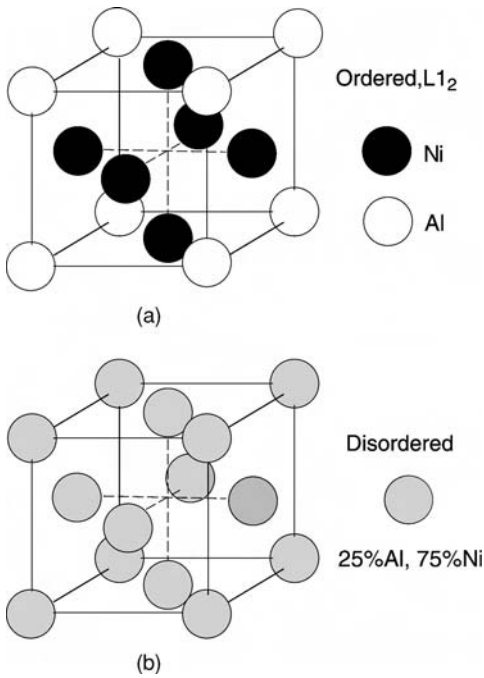 Ordered,L1₂
Ni
Al
(a)
Disordered
25%Al, 75%Ni
(b)